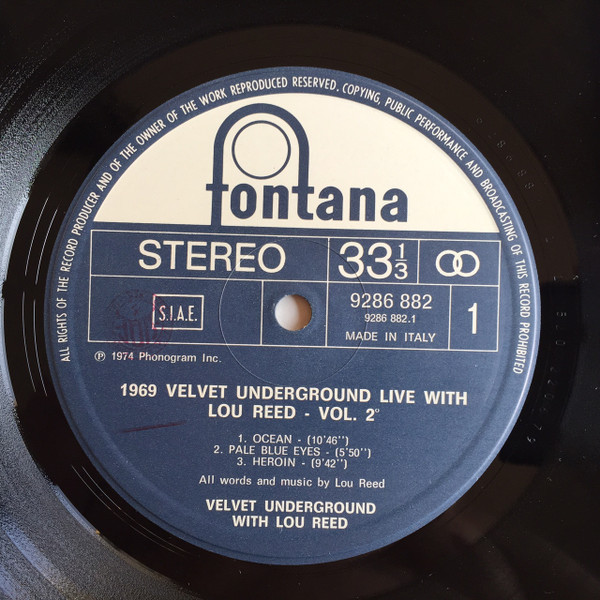 ALL RIGHTS OF THE RECORD PRODUCER AND OF THE OWNER OF THE WORK REPRODUCED RESERVED. COPYING, PUBLIC PERFORMANCE AND BROADCASTING OF THIS RECORD PROHIBITED
fontana
STEREO
33 1/3
S.I.A.E.
9286 882
9286 882.1
MADE IN ITALY
1
℗ 1974 Phonogram Inc.
1969 VELVET UNDERGROUND LIVE WITH
LOU REED - VOL. 2°
1. OCEAN - (10'46'')
2. PALE BLUE EYES - (5'50'')
3. HEROIN - (9'42'')
All words and music by Lou Reed
VELVET UNDERGROUND
WITH LOU REED